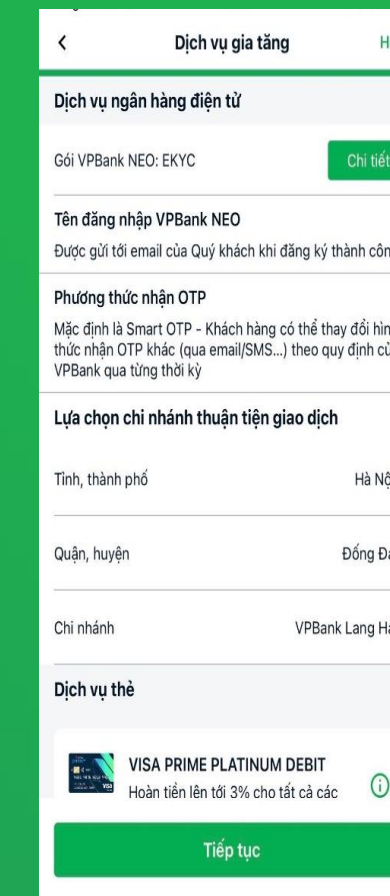 Dịch vụ gia tăng
H
Dịch vụ ngân hàng điện tử
Gói VPBank NEO: EKYC
Chi tiết
Tên đăng nhập VPBank NEO
Được gửi tới email của Quý khách khi đăng ký thành côn
Phương thức nhận OTP
Mặc định là Smart OTP - Khách hàng có thể thay đổi hìn
thức nhận OTP khác (qua email/SMS...) theo quy định củ
VPBank qua từng thời kỳ
Lựa chọn chi nhánh thuận tiện giao dịch
Tỉnh, thành phố
Hà Nộ
Quận, huyện
Đống Đa
Chi nhánh
VPBank Lang Hạ
Dịch vụ thẻ
VISA
VISA PRIME PLATINUM DEBIT
Hoàn tiền lên tới 3% cho tất cả các
Tiếp tục